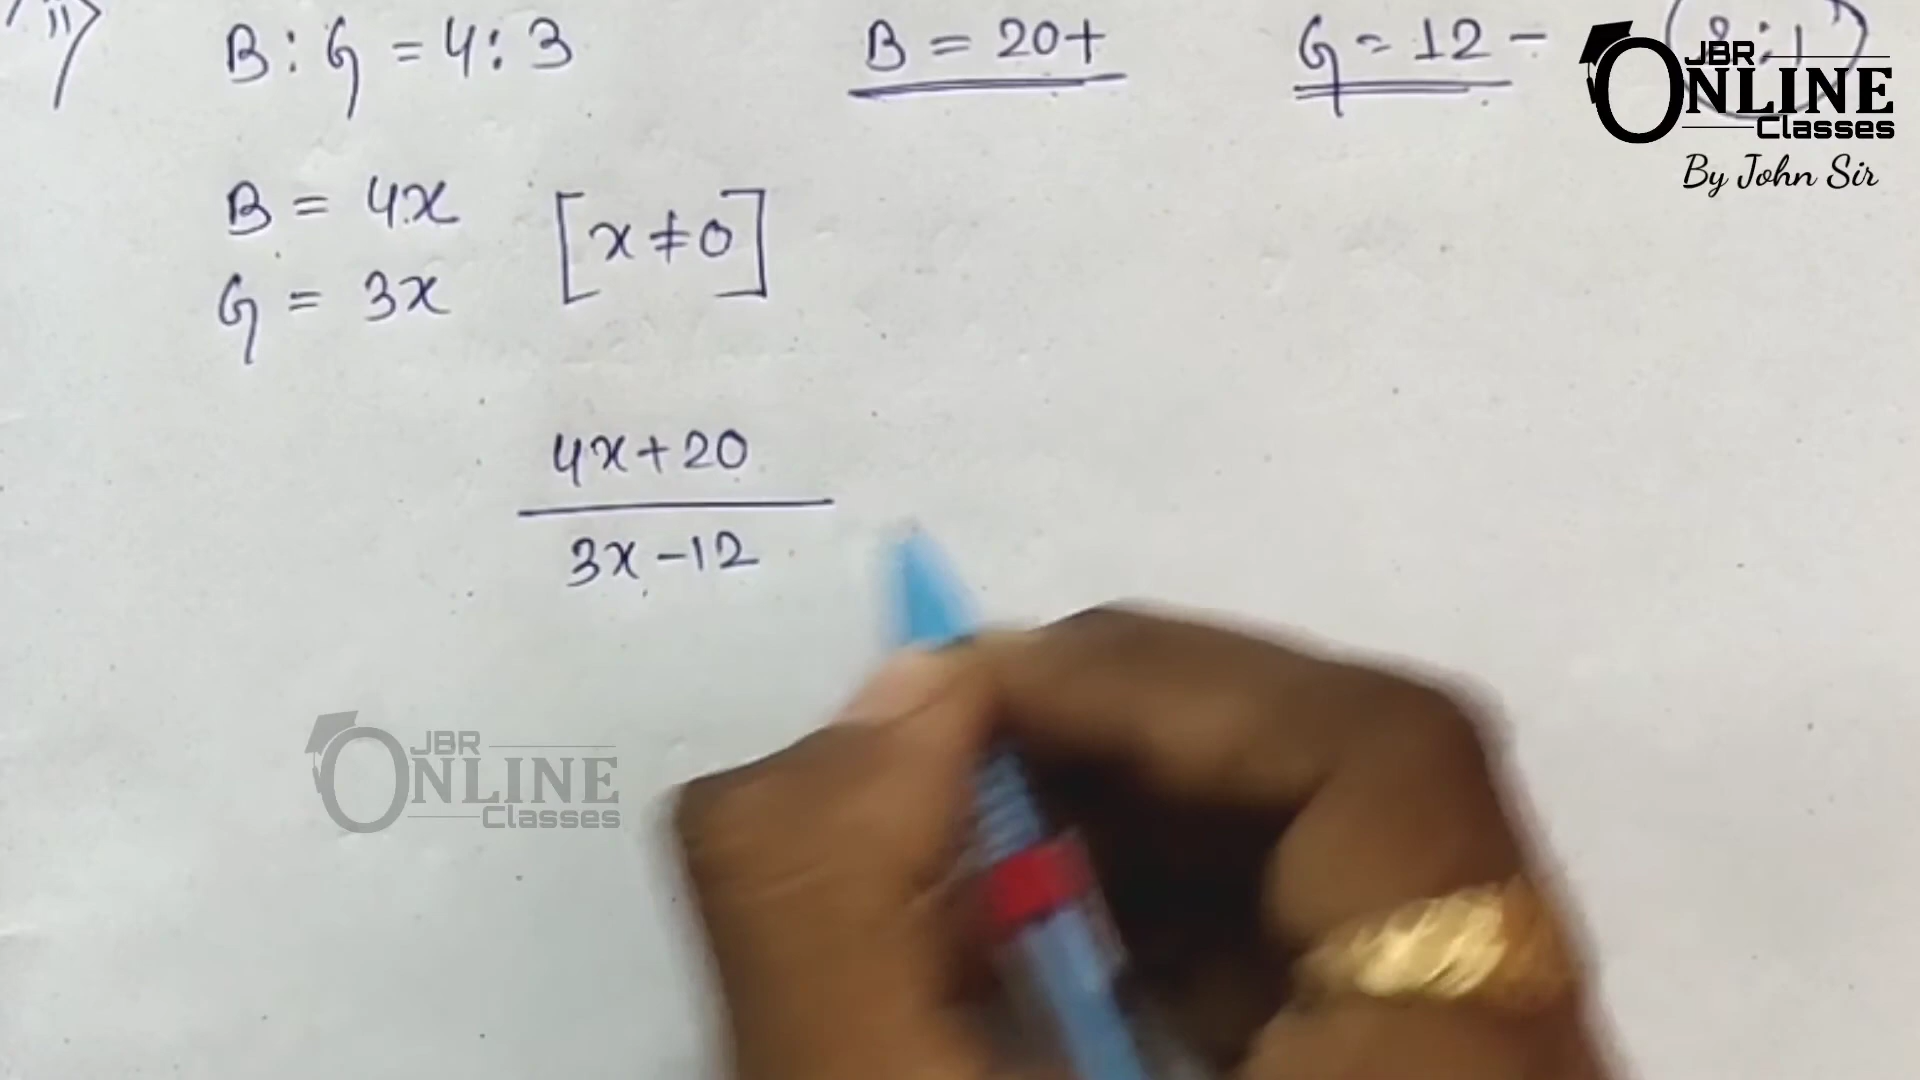 ii)
B : G = 4 : 3   B = 20+   G = 12 -
JBR
ONLINE
Classes
By John Sir
B = 4x   [x ≠ 0]
G = 3x
4x + 20
3x - 12
JBR
ONLINE
Classes